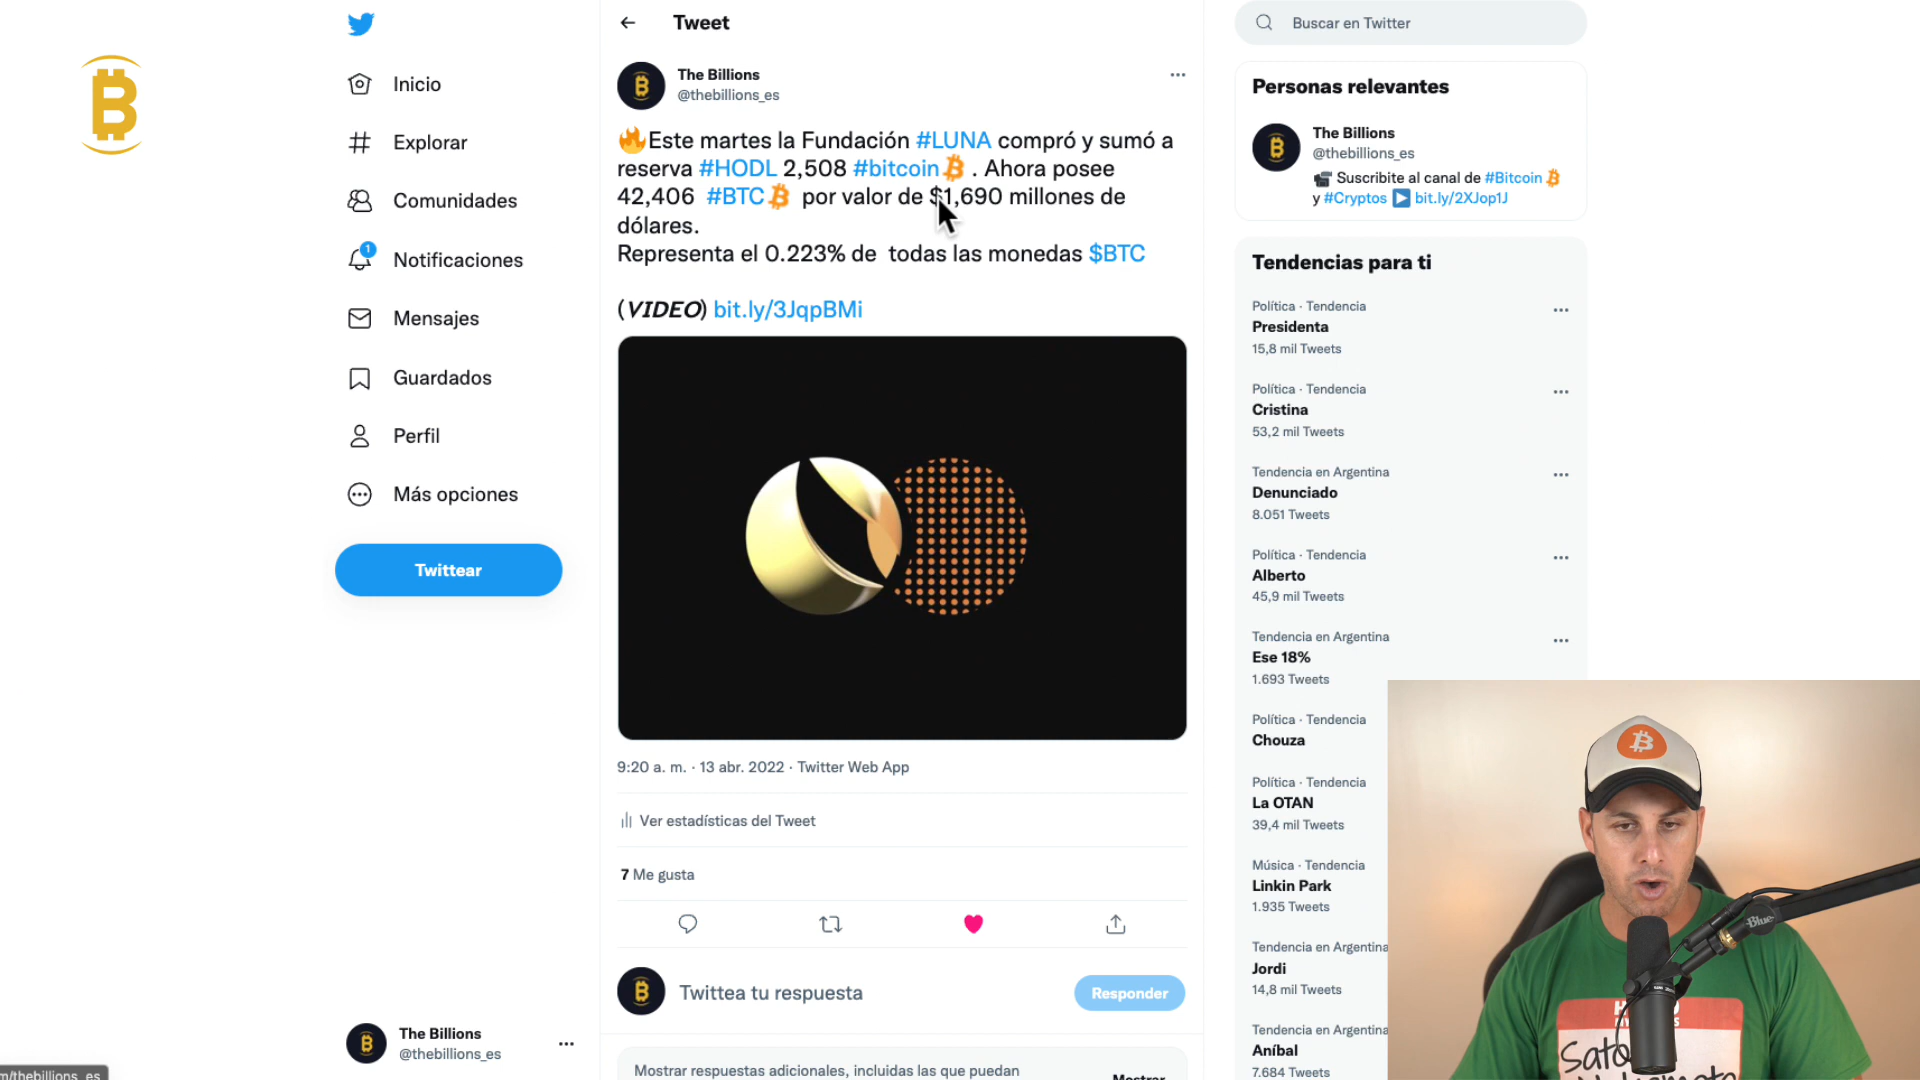 Tweet
Buscar en Twitter
Inicio
Explorar
Comunidades
1
Notificaciones
Mensajes
Guardados
Perfil
Más opciones
Twittear
The Billions
@thebillions_es
The Billions
@thebillions_es
🔥Este martes la Fundación #LUNA compró y sumó a
reserva #HODL 2,508 #bitcoin . Ahora posee
42,406 #BTC por valor de $1,690 millones de
dólares.
Representa el 0.223% de todas las monedas $BTC
(VIDEO) bit.ly/3JqpBMi
9:20 a. m. · 13 abr. 2022 · Twitter Web App
Ver estadísticas del Tweet
7 Me gusta
Twittea tu respuesta
Responder
Mostrar respuestas adicionales, incluidas las que puedan
Mostrar
Personas relevantes
The Billions
@thebillions_es
Suscribite al canal de #Bitcoin
y #Cryptos ▶ bit.ly/2XJop1J
Tendencias para ti
Política · Tendencia
Presidenta
15,8 mil Tweets
Política · Tendencia
Cristina
53,2 mil Tweets
Tendencia en Argentina
Denunciado
8.051 Tweets
Política · Tendencia
Alberto
45,9 mil Tweets
Tendencia en Argentina
Ese 18%
1.693 Tweets
Política · Tendencia
Chouza
Política · Tendencia
La OTAN
39,4 mil Tweets
Música · Tendencia
Linkin Park
1.935 Tweets
Tendencia en Argentina
Jordi
14,8 mil Tweets
Tendencia en Argentina
Aníbal
7.684 Tweets
Blue
m/thebillions_es